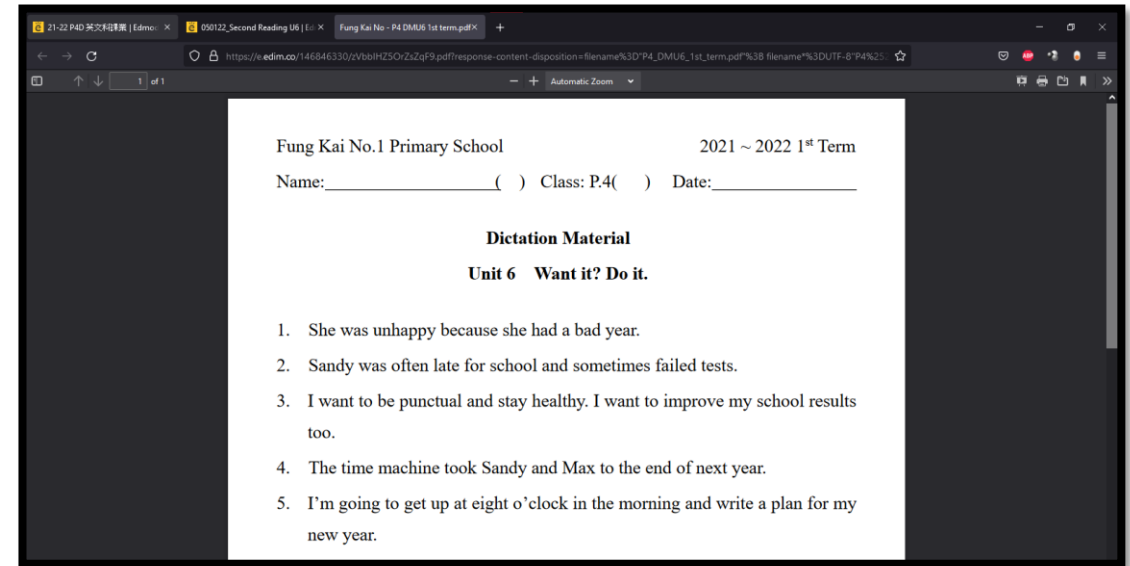 21-22 P4D 英文科課業 | Edmod
050122_Second Reading U6 | Ed
Fung Kai No - P4 DMU6 1st term.pdf
https://e.edim.co/146846330/zVbbIHZSOrZsZqF9.pdf?response-content-disposition=filename%3D"P4_DMU6_1st_term.pdf"%3B filename*%3DUTF-8''P4%25
1 of 1
Automatic Zoom
ABP
Fung Kai No.1 Primary School 2021 ~ 2022 1st Term
Name:_________________( ) Class: P.4( ) Date:______________
Dictation Material
Unit 6 Want it? Do it.
1. She was unhappy because she had a bad year.
2. Sandy was often late for school and sometimes failed tests.
3. I want to be punctual and stay healthy. I want to improve my school results
too.
4. The time machine took Sandy and Max to the end of next year.
5. I’m going to get up at eight o’clock in the morning and write a plan for my
new year.